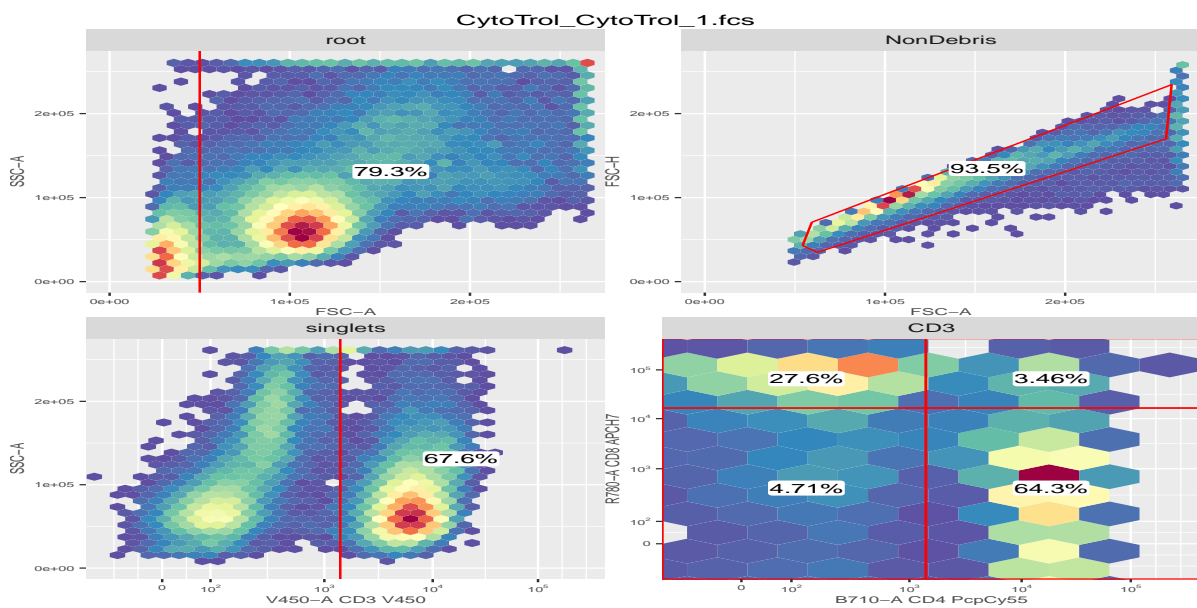 CytoTrol_CytoTrol_1.fcs
root
NonDebris
SSC−A
2e+05
1e+05
0e+00
79.3%
0e+00
1e+05
2e+05
FSC−A
FSC−H
2e+05
1e+05
0e+00
93.5%
0e+00
1e+05
2e+05
FSC−A
singlets
CD3
SSC−A
2e+05
1e+05
0e+00
67.6%
0
10²
10³
10⁴
10⁵
V450−A CD3 V450
R780−A CD8 APCH7
10⁵
10⁴
10³
10²
0
27.6%
3.46%
4.71%
64.3%
0
10²
10³
10⁴
10⁵
B710−A CD4 PcpCy55